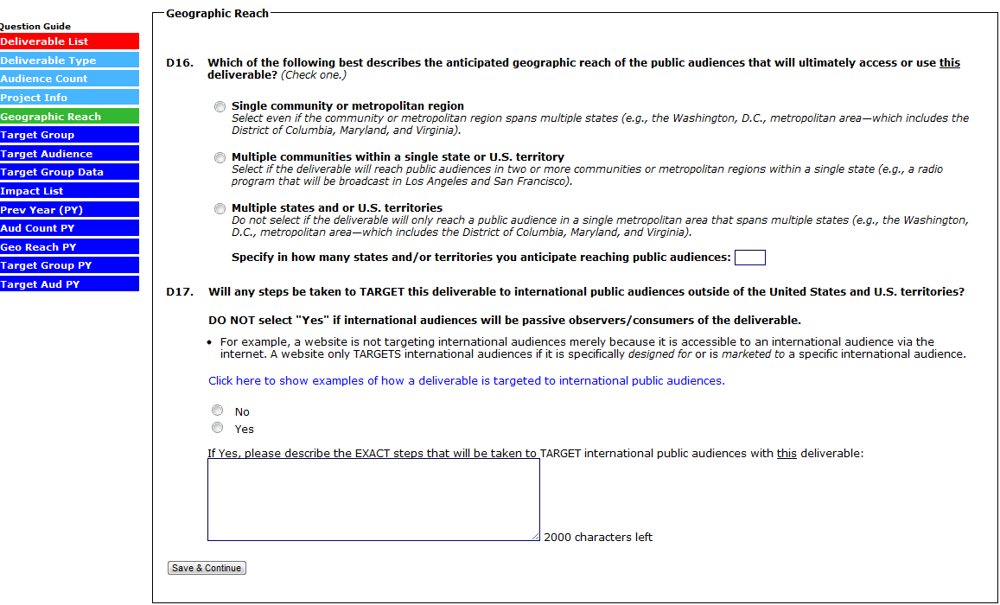 Question Guide
Deliverable List
Deliverable Type
Audience Count
Project Info
Geographic Reach
Target Group
Target Audience
Target Group Data
Impact List
Prev Year (PY)
Aud Count PY
Geo Reach PY
Target Group PY
Target Aud PY
Geographic Reach
D16. Which of the following best describes the anticipated geographic reach of the public audiences that will ultimately access or use this
deliverable? (Check one.)
Single community or metropolitan region
Select even if the community or metropolitan region spans multiple states (e.g., the Washington, D.C., metropolitan area—which includes the
District of Columbia, Maryland, and Virginia).
Multiple communities within a single state or U.S. territory
Select if the deliverable will reach public audiences in two or more communities or metropolitan regions within a single state (e.g., a radio
program that will be broadcast in Los Angeles and San Francisco).
Multiple states and or U.S. territories
Do not select if the deliverable will only reach a public audience in a single metropolitan area that spans multiple states (e.g., the Washington,
D.C., metropolitan area—which includes the District of Columbia, Maryland, and Virginia).
Specify in how many states and/or territories you anticipate reaching public audiences:
D17. Will any steps be taken to TARGET this deliverable to international public audiences outside of the United States and U.S. territories?
DO NOT select "Yes" if international audiences will be passive observers/consumers of the deliverable.
• For example, a website is not targeting international audiences merely because it is accessible to an international audience via the
internet. A website only TARGETS international audiences if it is specifically designed for or is marketed to a specific international audience.
Click here to show examples of how a deliverable is targeted to international public audiences.
No
Yes
If Yes, please describe the EXACT steps that will be taken to TARGET international public audiences with this deliverable:
2000 characters left
Save & Continue